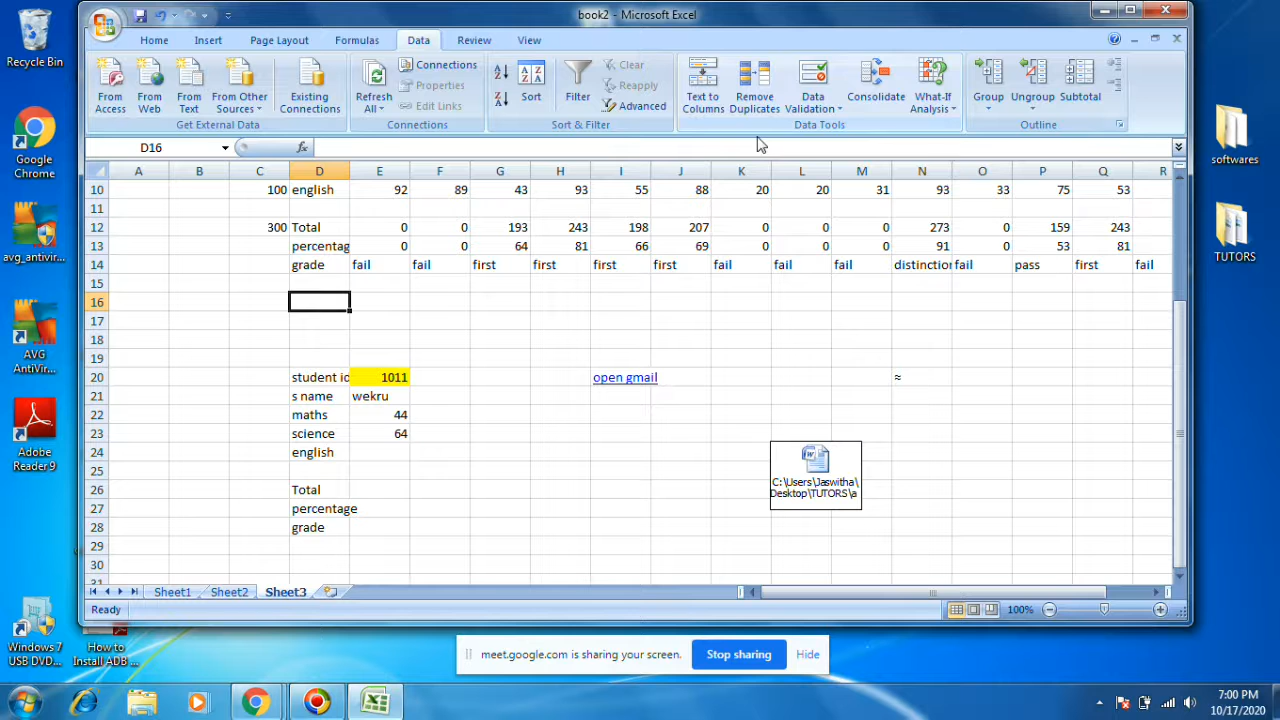 book2 - Microsoft Excel
Home Insert Page Layout Formulas Data Review View
From Access
From Web
From Text
From Other Sources
Existing Connections
Get External Data
Refresh All
Connections
Properties
Edit Links
Connections
Sort
Filter
Clear
Reapply
Advanced
Sort & Filter
Text to Columns
Remove Duplicates
Data Validation
Consolidate
What-If Analysis
Data Tools
Group
Ungroup
Subtotal
Outline
D16
A B C D E F G H I J K L M N O P Q R
10 100 english 92 89 43 93 55 88 20 20 31 93 33 75 53
11
12 300 Total 0 0 193 243 198 207 0 0 0 273 0 159 243
13 percentag 0 0 64 81 66 69 0 0 0 91 0 53 81
14 grade fail fail first first first first fail fail fail distinction fail pass first fail
15
16
17
18
19
20 student id 1011 open gmail ≈
21 s name wekru
22 maths 44
23 science 64
24 english
25
26 Total
27 percentage
28 grade
29
30
31
C:\Users\Jaswitha\
Desktop\TUTORS\a
Sheet1 Sheet2 Sheet3
Ready 100%
meet.google.com is sharing your screen. Stop sharing Hide
Recycle Bin
Google Chrome
avg_antivir...
AVG AntiVir...
Adobe Reader 9
Windows 7 USB DVD...
How to Install ADB ...
softwares
TUTORS
7:00 PM
10/17/2020